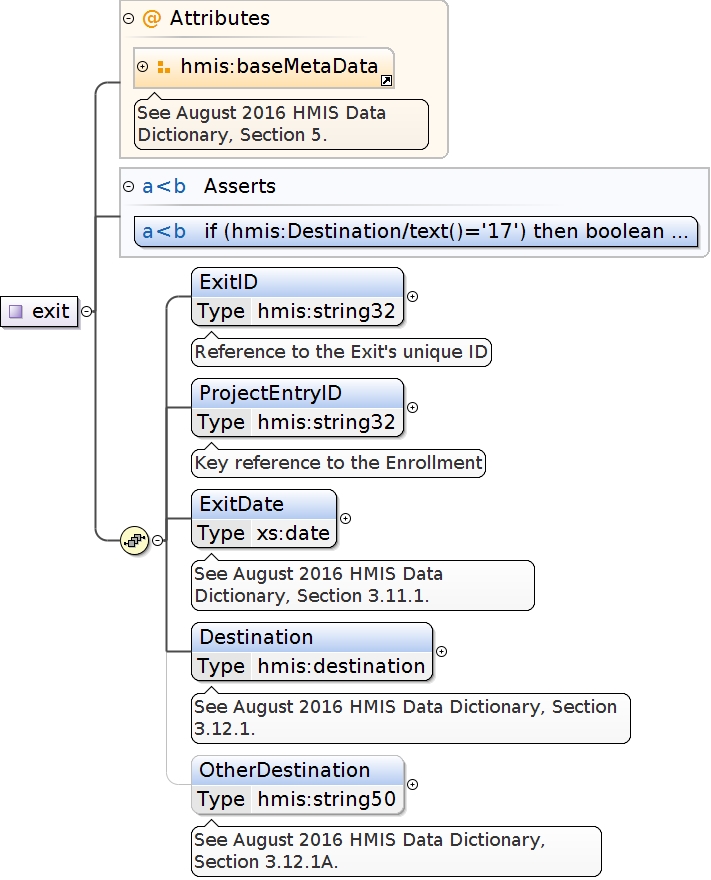 @ Attributes
hmis:baseMetaData
See August 2016 HMIS Data
Dictionary, Section 5.
a<b Asserts
a<b if (hmis:Destination/text()='17') then boolean ...
exit
ExitID
Type hmis:string32
Reference to the Exit's unique ID
ProjectEntryID
Type hmis:string32
Key reference to the Enrollment
ExitDate
Type xs:date
See August 2016 HMIS Data
Dictionary, Section 3.11.1.
Destination
Type hmis:destination
See August 2016 HMIS Data Dictionary, Section
3.12.1.
OtherDestination
Type hmis:string50
See August 2016 HMIS Data Dictionary,
Section 3.12.1A.